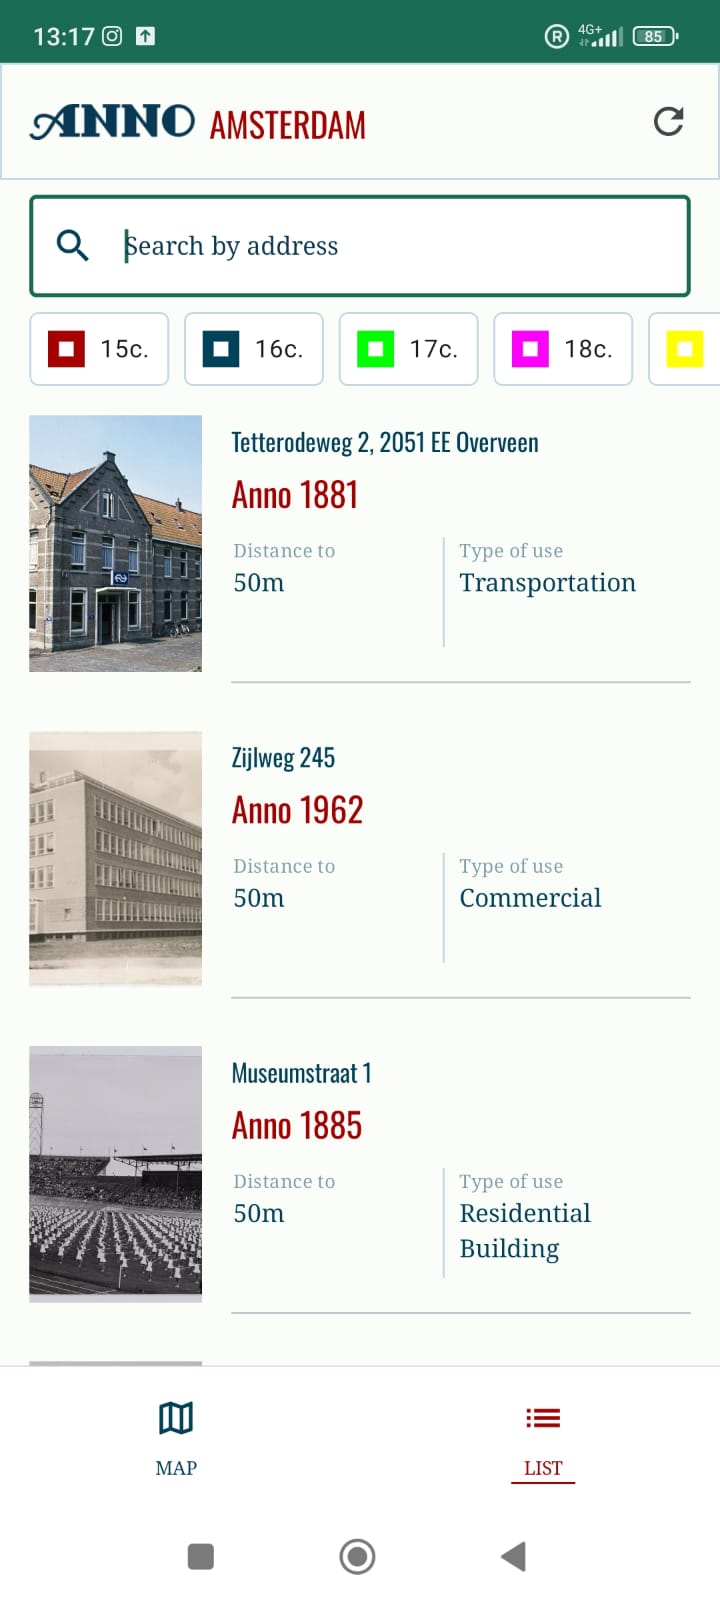 13:17
R
4G+
85
ANNO AMSTERDAM
Search by address
15c.
16c.
17c.
18c.
Tetterodeweg 2, 2051 EE Overveen
Anno 1881
Distance to
50m
Type of use
Transportation
Zijlweg 245
Anno 1962
Distance to
50m
Type of use
Commercial
Museumstraat 1
Anno 1885
Distance to
50m
Type of use
Residential
Building
MAP
LIST